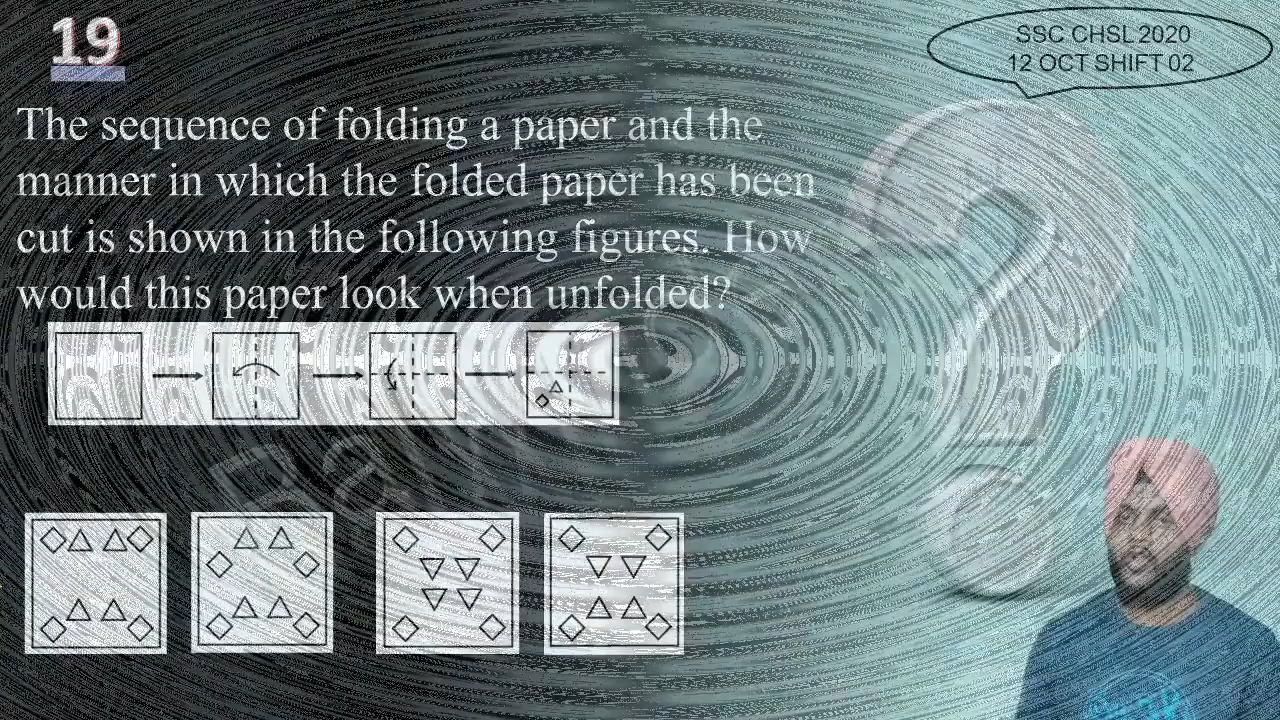 19
SSC CHSL 2020
12 OCT SHIFT 02
The sequence of folding a paper and the
manner in which the folded paper has been
cut is shown in the following figures. How
would this paper look when unfolded?